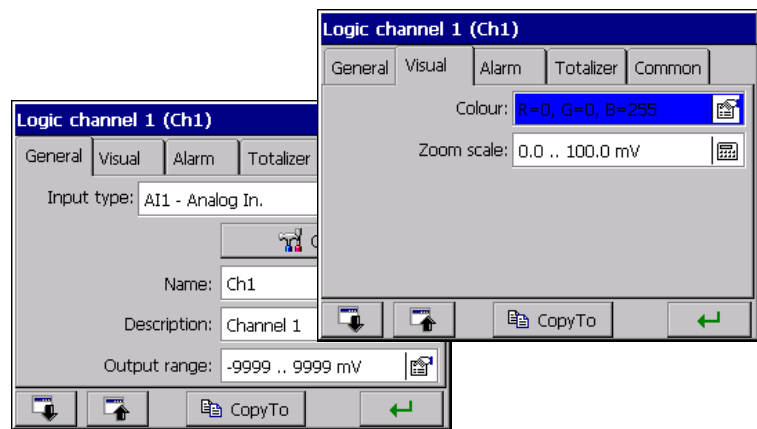 Logic channel 1 (Ch1)
General Visual Alarm Totalizer Common
Colour: R=0, G=0, B=255
Zoom scale: 0.0 .. 100.0 mV
CopyTo
Logic channel 1 (Ch1)
General Visual Alarm Totalizer
Input type: AI1 - Analog In.
Name: Ch1
Description: Channel 1
Output range: -9999 .. 9999 mV
CopyTo